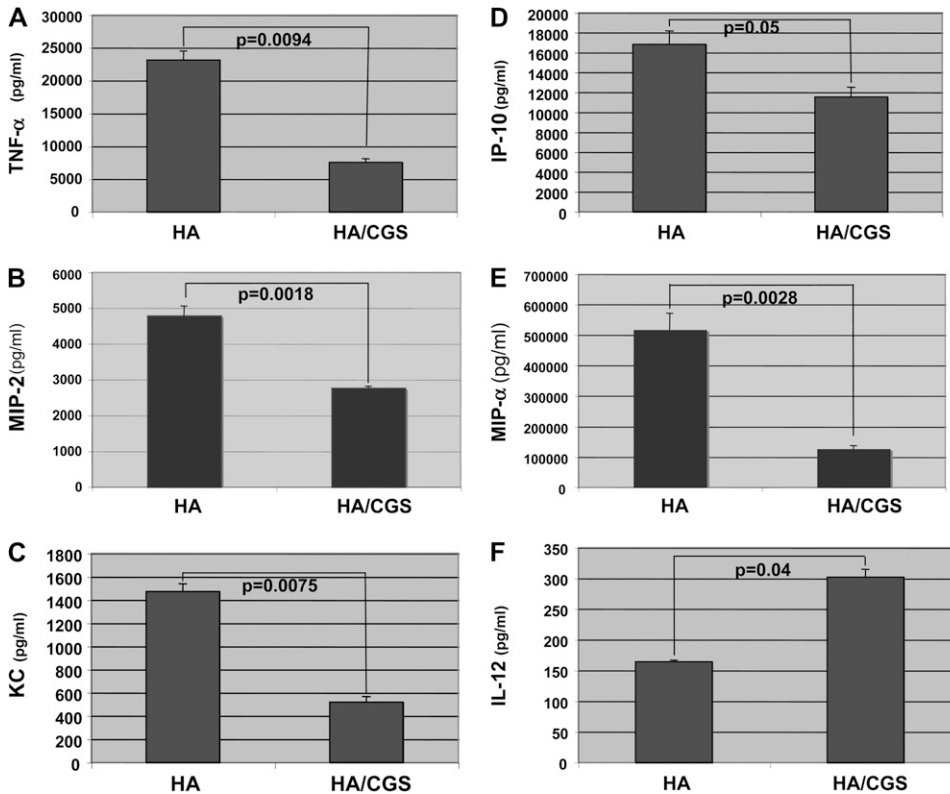 A
TNF-α (pg/ml)
30000
25000
20000
15000
10000
5000
0
p=0.0094
HA
HA/CGS
B
MIP-2 (pg/ml)
6000
5000
4000
3000
2000
1000
0
p=0.0018
HA
HA/CGS
C
KC (pg/ml)
1800
1600
1400
1200
1000
800
600
400
200
0
p=0.0075
HA
HA/CGS
D
IP-10 (pg/ml)
20000
18000
16000
14000
12000
10000
8000
6000
4000
2000
0
p=0.05
HA
HA/CGS
E
MIP-α (pg/ml)
700000
600000
500000
400000
300000
200000
100000
0
p=0.0028
HA
HA/CGS
F
IL-12 (pg/ml)
350
300
250
200
150
100
50
0
p=0.04
HA
HA/CGS